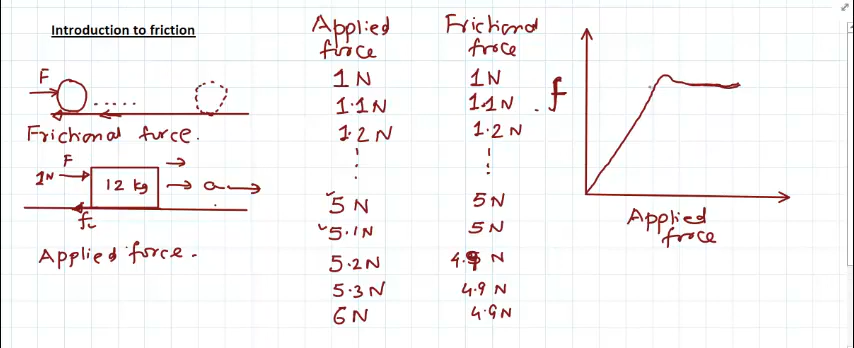 Introduction to friction
F
Frictional force.
F
1N
12 kg
a
fr
Applied force.
Applied force
Frictional force
1 N
1 N
1.1 N
1.1 N
1.2 N
1.2 N
5 N
5 N
5.1 N
5 N
5.2 N
4.9 N
5.3 N
4.9 N
6 N
4.9 N
f
Applied
force